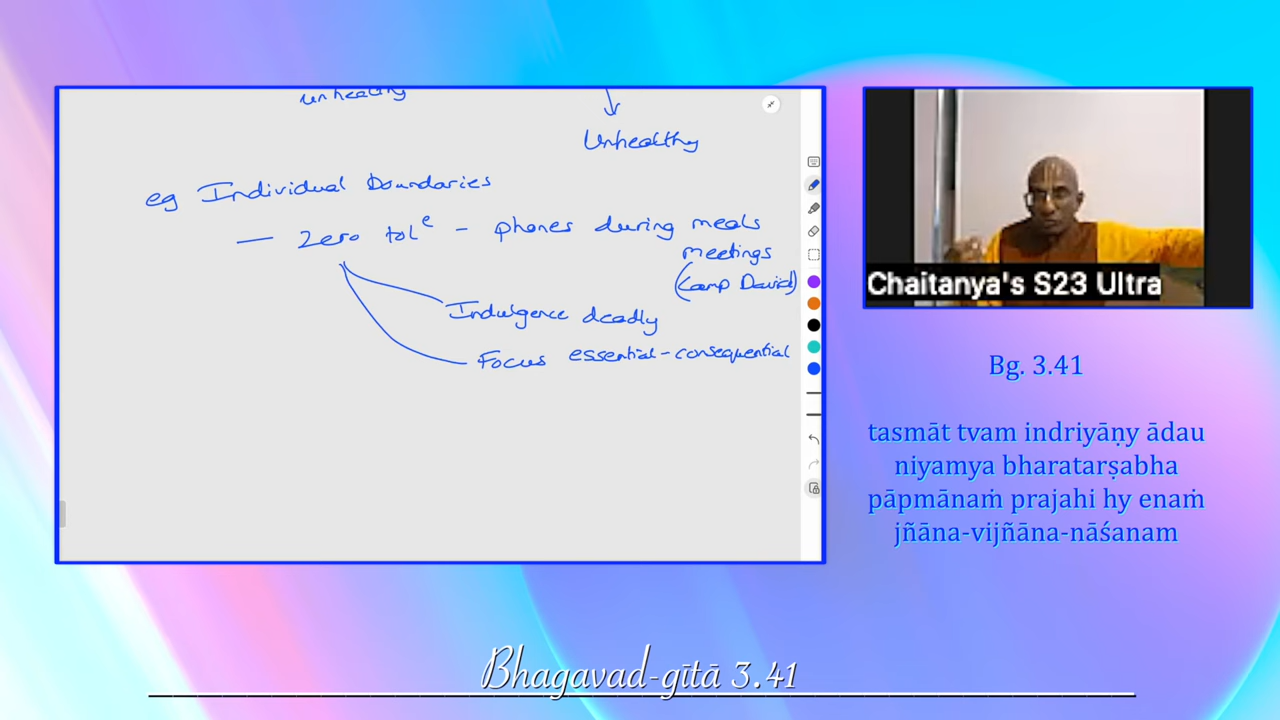 unhealthy
Unhealthy
eg Individual Boundaries
— Zero tolᵉ - phones during meals
meetings
(Camp David)
Indulgence deadly
Focus essential-consequential
Chaitanya's S23 Ultra
Bg. 3.41
tasmāt tvam indriyāṇy ādau
niyamya bharatarṣabha
pāpmānaṁ prajahi hy enaṁ
jñāna-vijñāna-nāśanam
Bhagavad-gītā 3.41